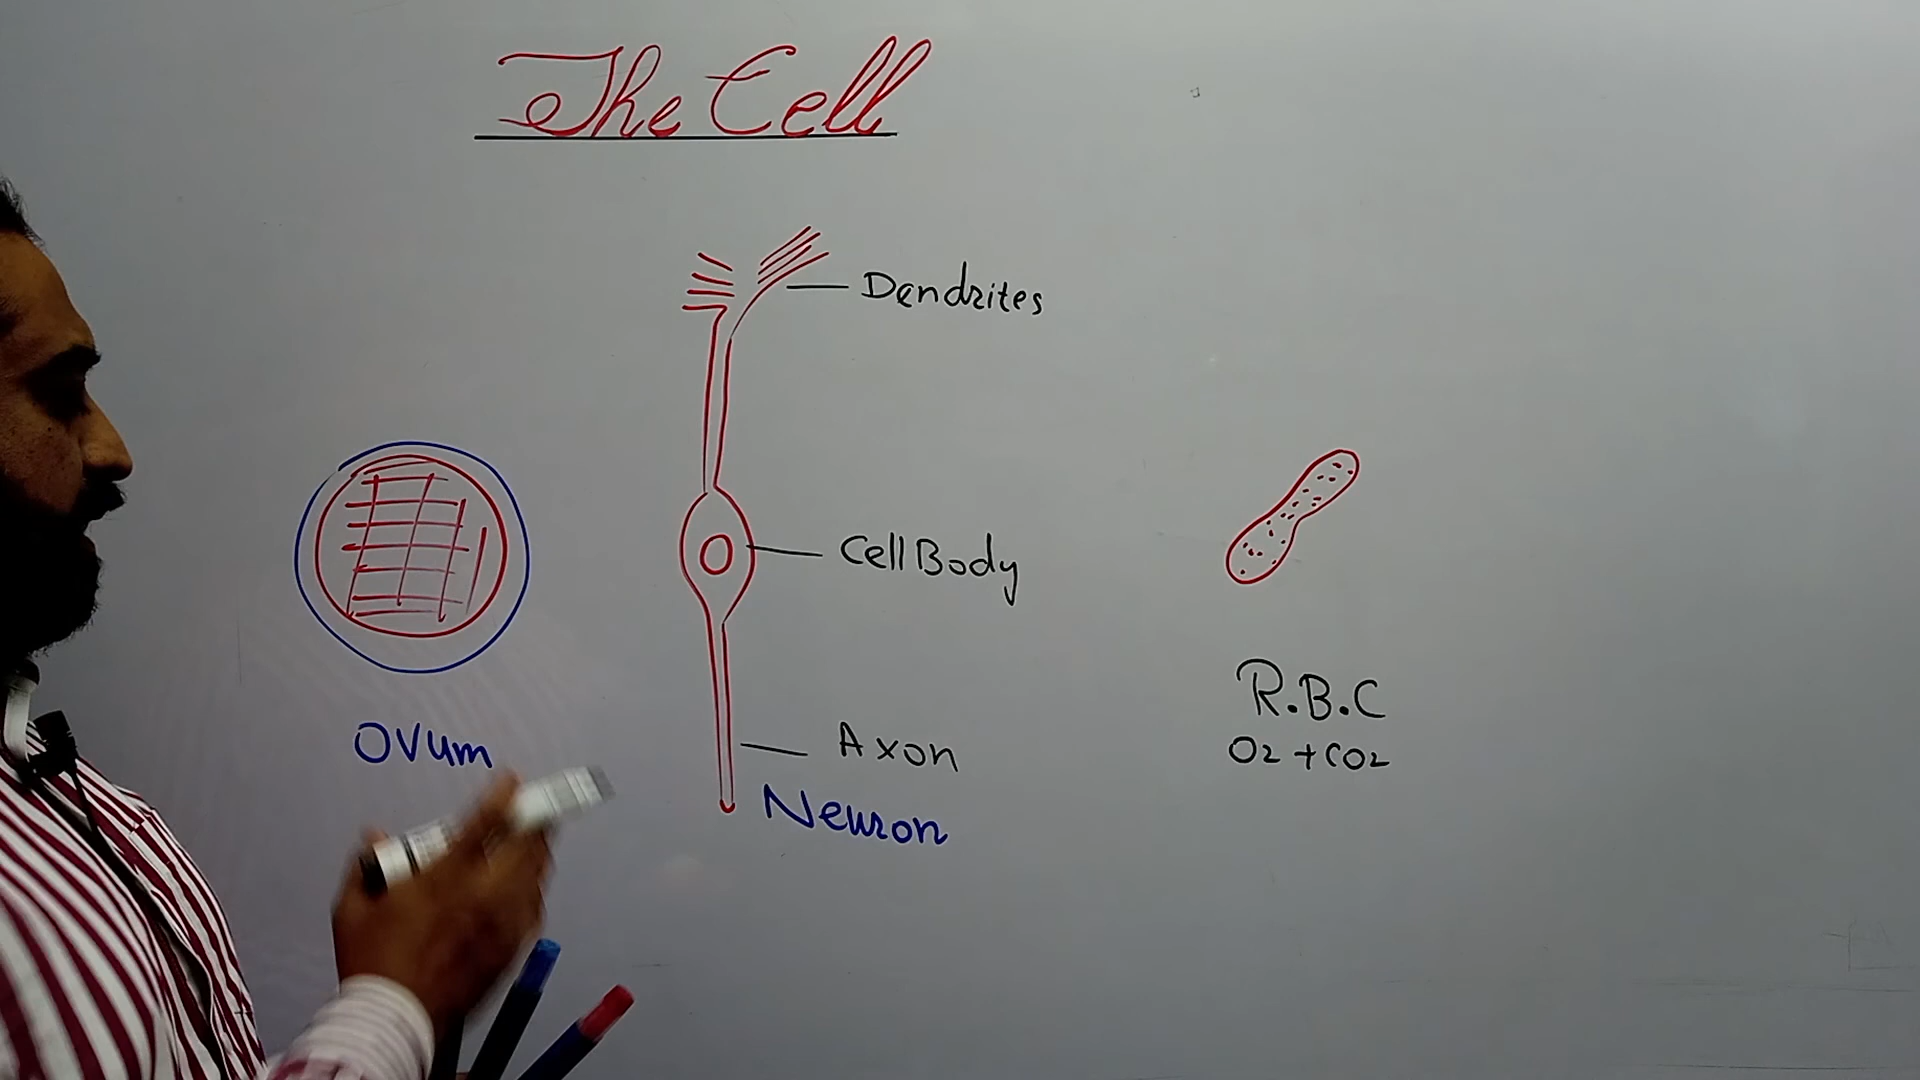 The Cell
Dendrites
Cell Body
Axon
Neuron
Ovum
R.B.C
O2 + CO2